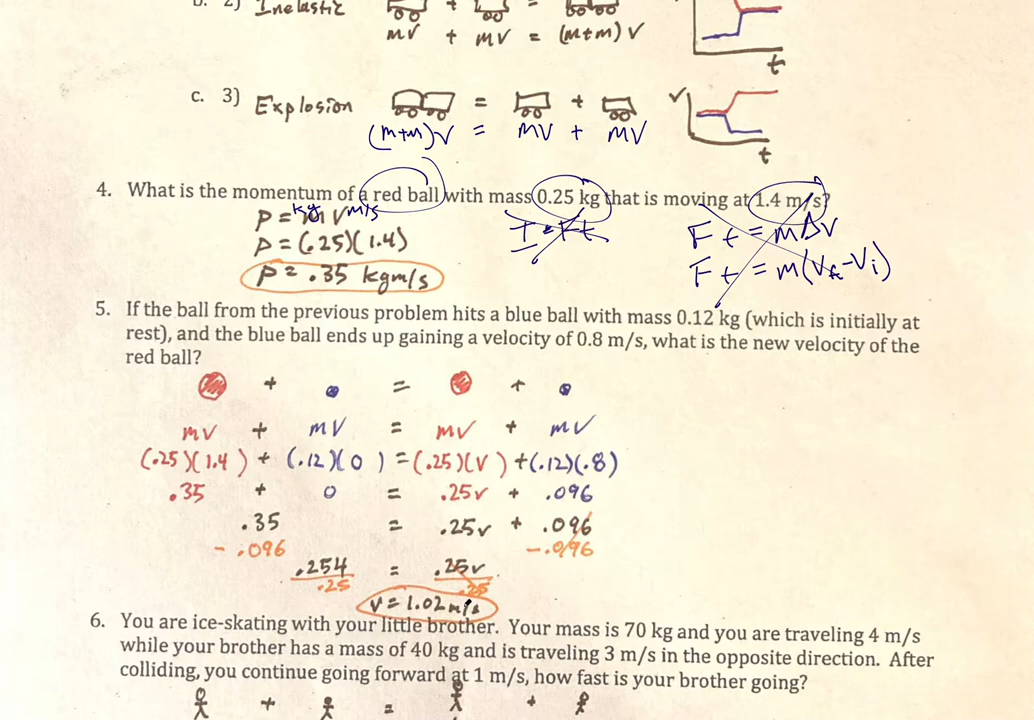 b. 2) Inelastic + =
mv + mv = (m+m) v
t
c. 3) Explosion = + v
(m+m)v = mv + mv
t
4. What is the momentum of a red ball with mass 0.25 kg that is moving at 1.4 m/s?
kg m/s
p = m v
I = Ft
Ft = mΔv
p = (.25)(1.4)
Ft = m(Vf-Vi)
p = .35 kgm/s
5. If the ball from the previous problem hits a blue ball with mass 0.12 kg (which is initially at
rest), and the blue ball ends up gaining a velocity of 0.8 m/s, what is the new velocity of the
red ball?
+ = +
mv + mv = mv + mv
(.25)(1.4) + (.12)(0) = (.25)(v) + (.12)(.8)
.35 + 0 = .25v + .096
.35 = .25v + .096
- .096 -.096
.254 = .25v
.25 .25
v = 1.02 m/s
6. You are ice-skating with your little brother. Your mass is 70 kg and you are traveling 4 m/s
while your brother has a mass of 40 kg and is traveling 3 m/s in the opposite direction. After
colliding, you continue going forward at 1 m/s, how fast is your brother going?
+ = +